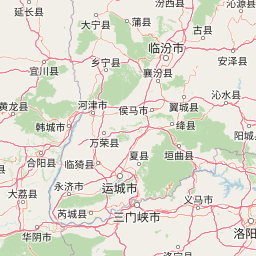 延长县
大宁县
蒲县
汾西县
沁源县
古县
临汾市
宜川县
乡宁县
安泽县
襄汾县
沁水县
黄龙县
河津市
侯马市
翼城县
韩城市
万荣县
绛县
阳城县
合阳县
临猗县
夏县
垣曲县
大荔县
永济市
运城市
义马市
芮城县
三门峡市
洛阳
华阴市